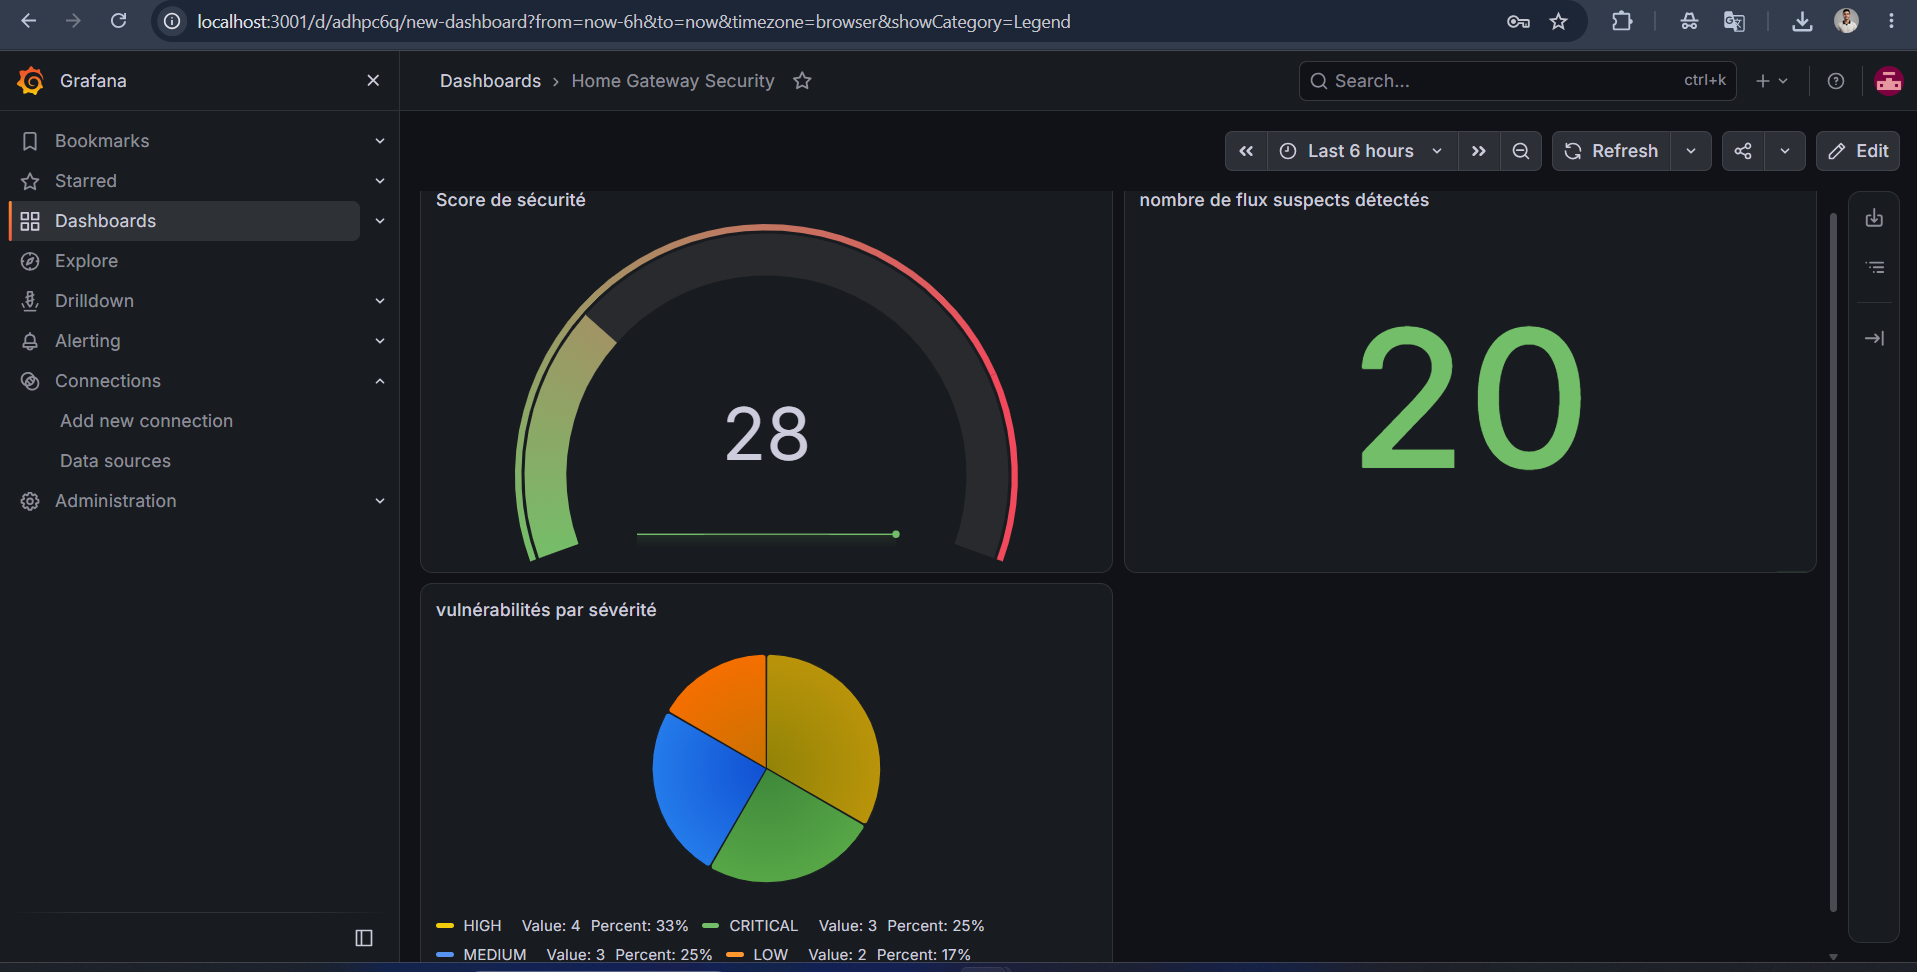 localhost:3001/d/adhpc6q/new-dashboard?from=now-6h&to=now&timezone=browser&showCategory=Legend
Grafana
Dashboards › Home Gateway Security
Search... ctrl+k
Bookmarks
Starred
Dashboards
Explore
Drilldown
Alerting
Connections
Add new connection
Data sources
Administration
Last 6 hours
Refresh
Edit
Score de sécurité
28
nombre de flux suspects détectés
20
vulnérabilités par sévérité
HIGH Value: 4 Percent: 33% CRITICAL Value: 3 Percent: 25%
MEDIUM Value: 3 Percent: 25% LOW Value: 2 Percent: 17%